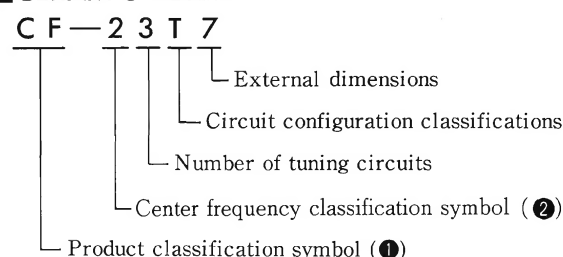 CF—23T7
External dimensions
Circuit configuration classifications
Number of tuning circuits
Center frequency classification symbol (❷)
Product classification symbol (❶)